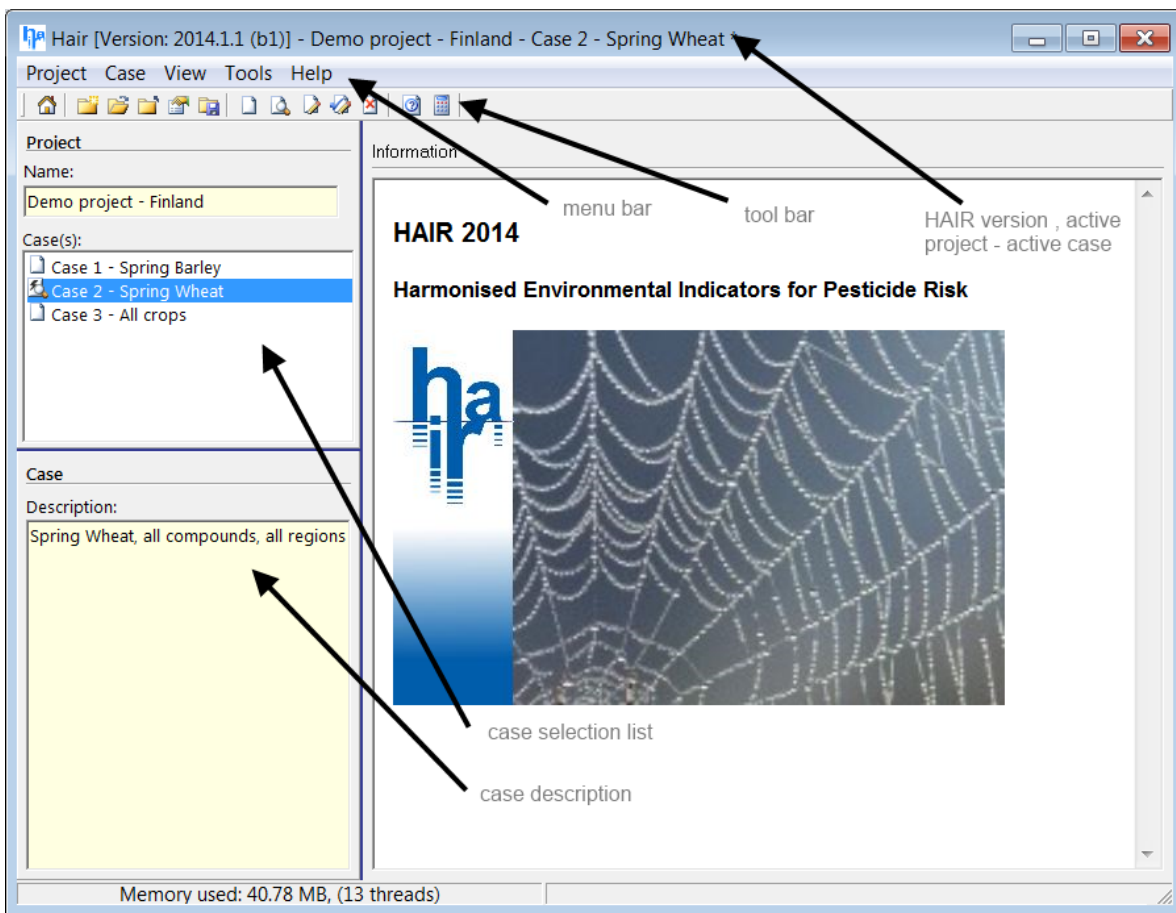 Hair [Version: 2014.1.1 (b1)] - Demo project - Finland - Case 2 - Spring Wheat *
Project Case View Tools Help
Project
Name:
Demo project - Finland
Case(s):
Case 1 - Spring Barley
Case 2 - Spring Wheat
Case 3 - All crops
Case
Description:
Spring Wheat, all compounds, all regions
Information
menu bar
tool bar
HAIR version , active
project - active case
HAIR 2014
Harmonised Environmental Indicators for Pesticide Risk
hair
case selection list
case description
Memory used: 40.78 MB, (13 threads)